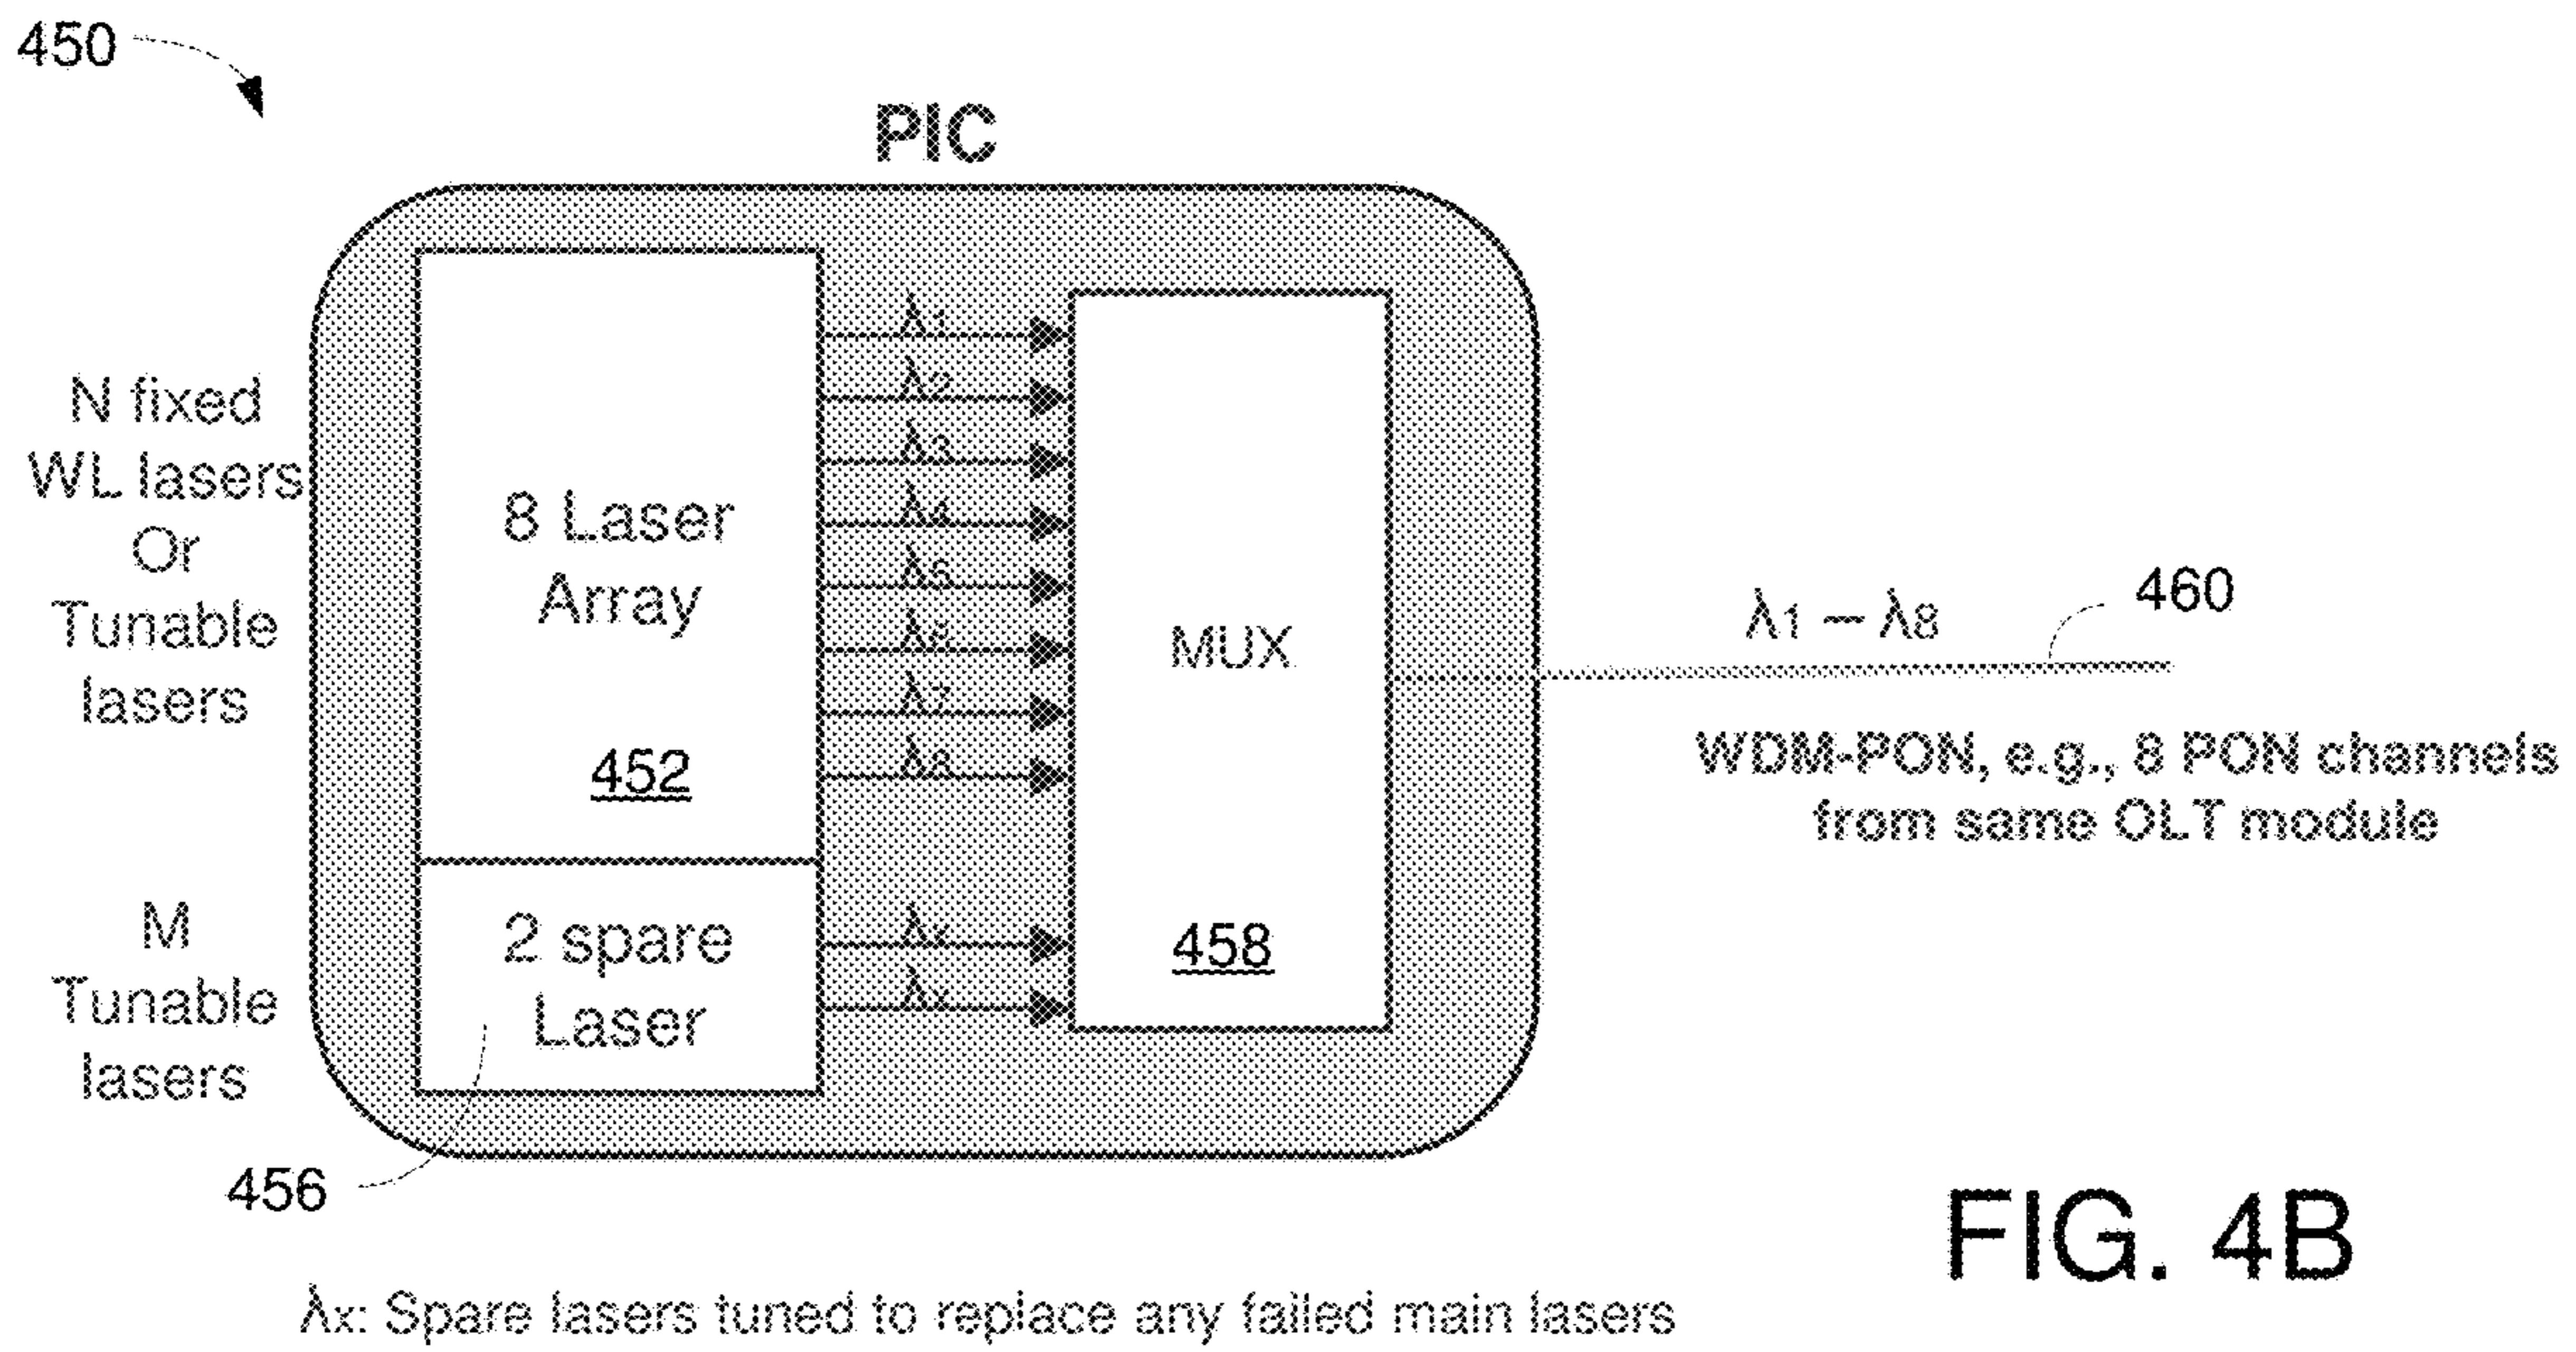 450
PIC
N fixed
WL lasers
Or
Tunable
lasers
8 Laser
Array
452
λ1
λ2
λ3
λ4
λ5
λ6
λ7
λ8
MUX
458
λ1 – λ8
460
WDM-PON, e.g., 8 PON channels
from same OLT module
M
Tunable
lasers
2 spare
Laser
λx
λx
456
λx: Spare lasers tuned to replace any failed main lasers
FIG. 4B